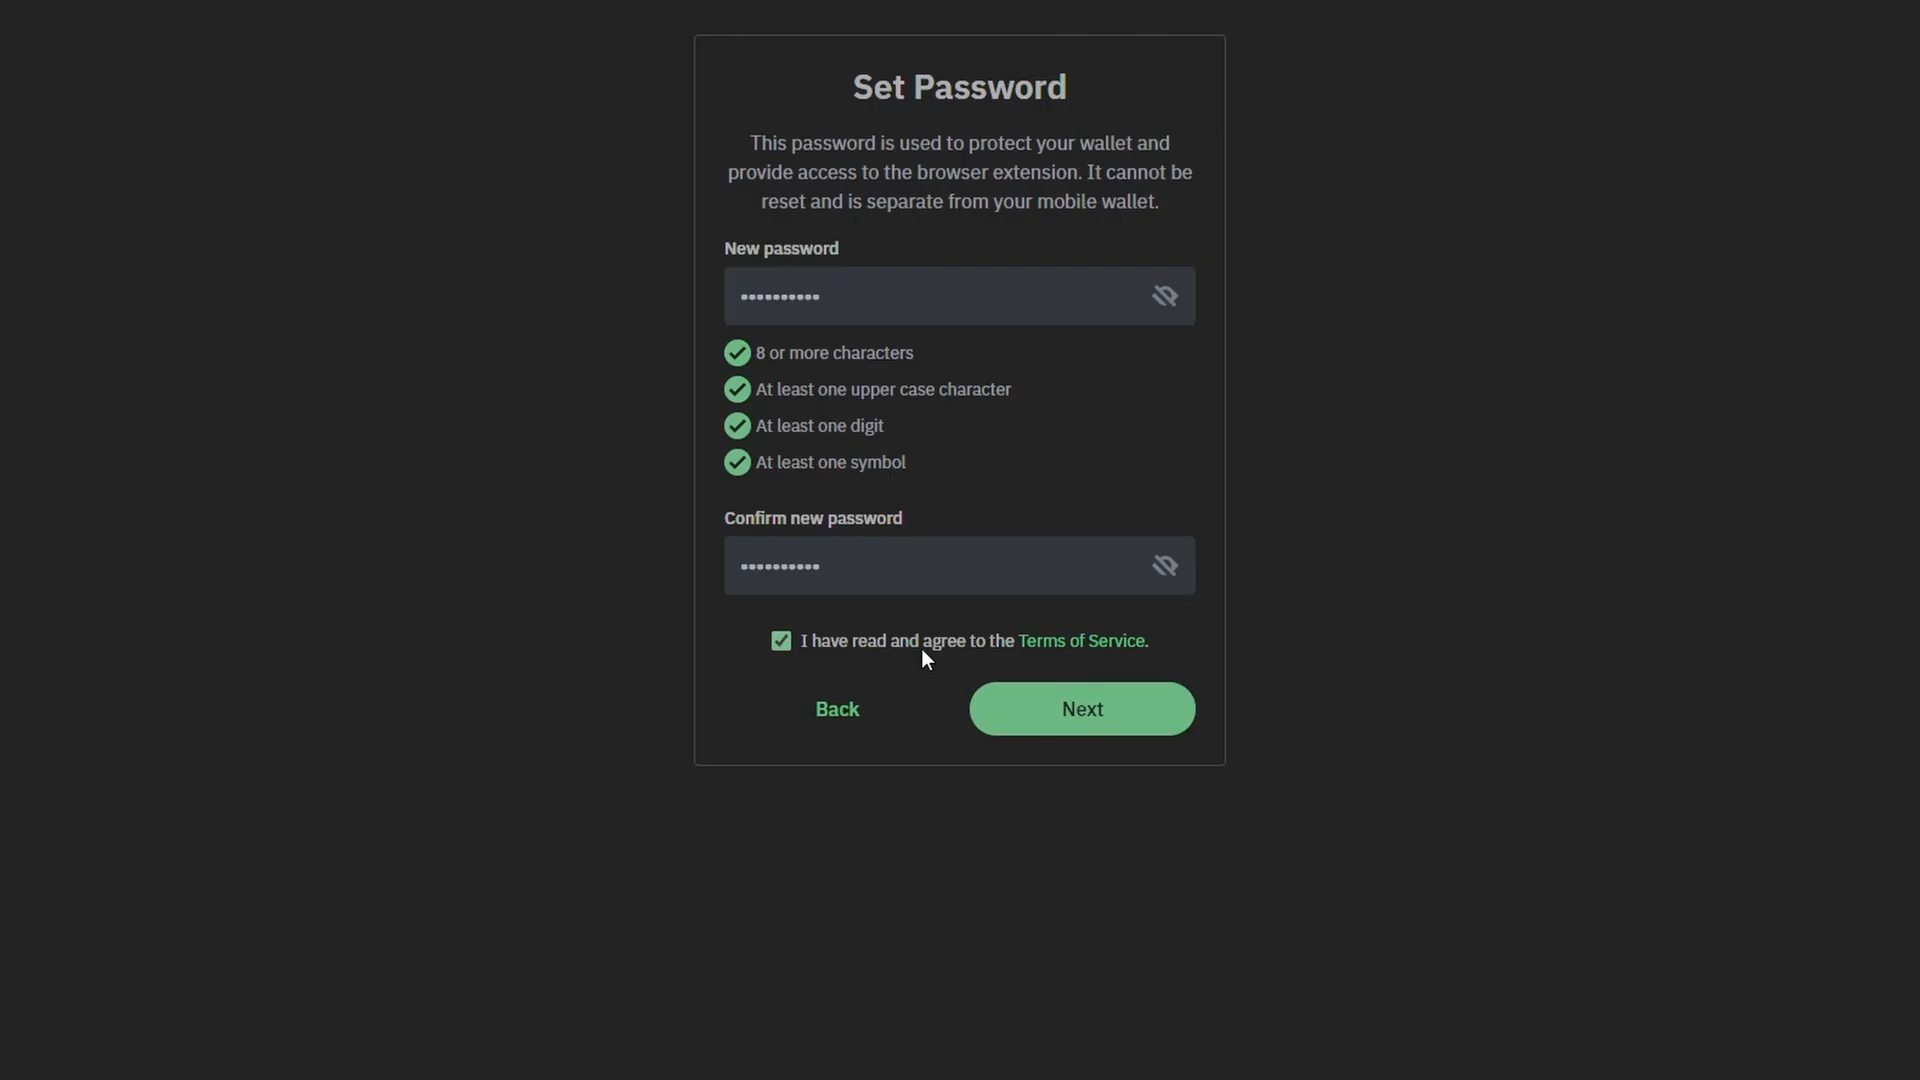 Set Password
This password is used to protect your wallet and
provide access to the browser extension. It cannot be
reset and is separate from your mobile wallet.
New password
••••••••••
8 or more characters
At least one upper case character
At least one digit
At least one symbol
Confirm new password
••••••••••
I have read and agree to the Terms of Service.
Back
Next